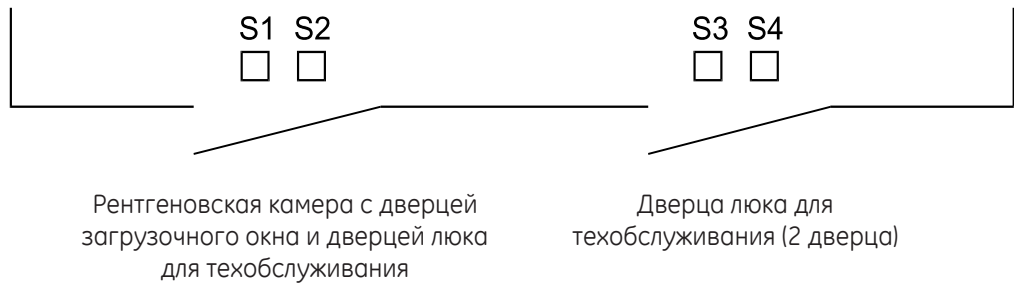 S1 S2 S3 S4
Рентгеновская камера с дверцей
загрузочного окна и дверцей люка
для техобслуживания
Дверца люка для
техобслуживания (2 дверца)